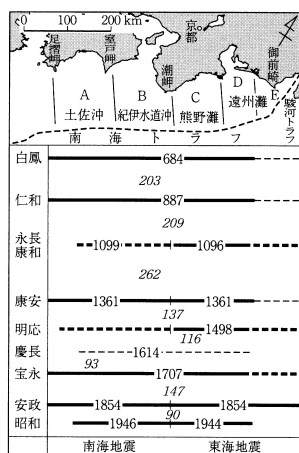 0 100 200 km
京都
足摺岬
室戸岬
潮岬
御前崎
A B C D E
土佐沖 紀伊水道沖 熊野灘 遠州灘
駿河トラフ
南海トラフ
白鳳 684
203
仁和 887
209
永長 1099 1096
康和
262
康安 1361 1361
137
明応 1498
116
慶長 1614
93
宝永 1707
147
安政 1854 1854
90
昭和 1946 1944
南海地震 東海地震